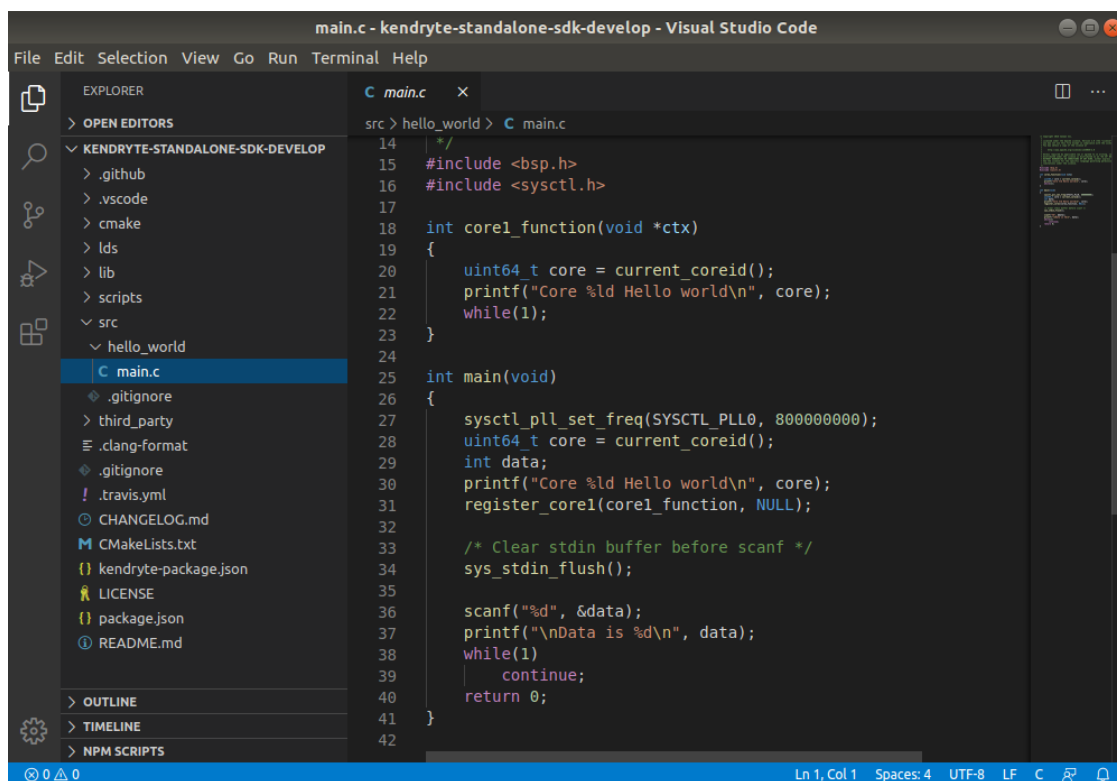 main.c - kendryte-standalone-sdk-develop - Visual Studio Code
File Edit Selection View Go Run Terminal Help
EXPLORER
OPEN EDITORS
KENDRYTE-STANDALONE-SDK-DEVELOP
.github
.vscode
cmake
lds
lib
scripts
src
hello_world
C main.c
.gitignore
third_party
.clang-format
.gitignore
! .travis.yml
CHANGELOG.md
M CMakeLists.txt
{} kendryte-package.json
LICENSE
{} package.json
README.md
OUTLINE
TIMELINE
NPM SCRIPTS
C main.c ×
src > hello_world > C main.c
14 */
15 #include <bsp.h>
16 #include <sysctl.h>
17
18 int core1_function(void *ctx)
19 {
20 uint64_t core = current_coreid();
21 printf("Core %ld Hello world\n", core);
22 while(1);
23 }
24
25 int main(void)
26 {
27 sysctl_pll_set_freq(SYSCTL_PLL0, 800000000);
28 uint64_t core = current_coreid();
29 int data;
30 printf("Core %ld Hello world\n", core);
31 register_core1(core1_function, NULL);
32
33 /* Clear stdin buffer before scanf */
34 sys_stdin_flush();
35
36 scanf("%d", &data);
37 printf("\nData is %d\n", data);
38 while(1)
39 continue;
40 return 0;
41 }
42
0 0 Ln 1, Col 1 Spaces: 4 UTF-8 LF C